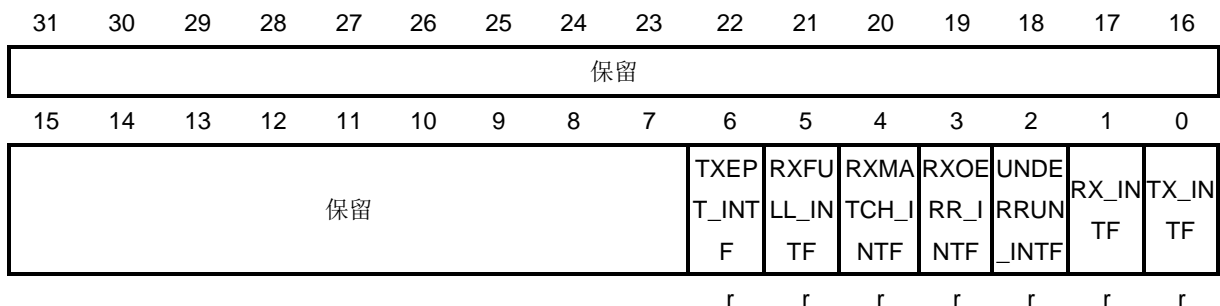 31 30 29 28 27 26 25 24 23 22 21 20 19 18 17 16
保留
15 14 13 12 11 10 9 8 7 6 5 4 3 2 1 0
保留
TXEP
T_INT
F
RXFU
LL_IN
TF
RXMA
TCH_I
NTF
RXOE
RR_I
NTF
UNDE
RRUN
_INTF
RX_IN
TF
TX_IN
TF
r r r r r r r